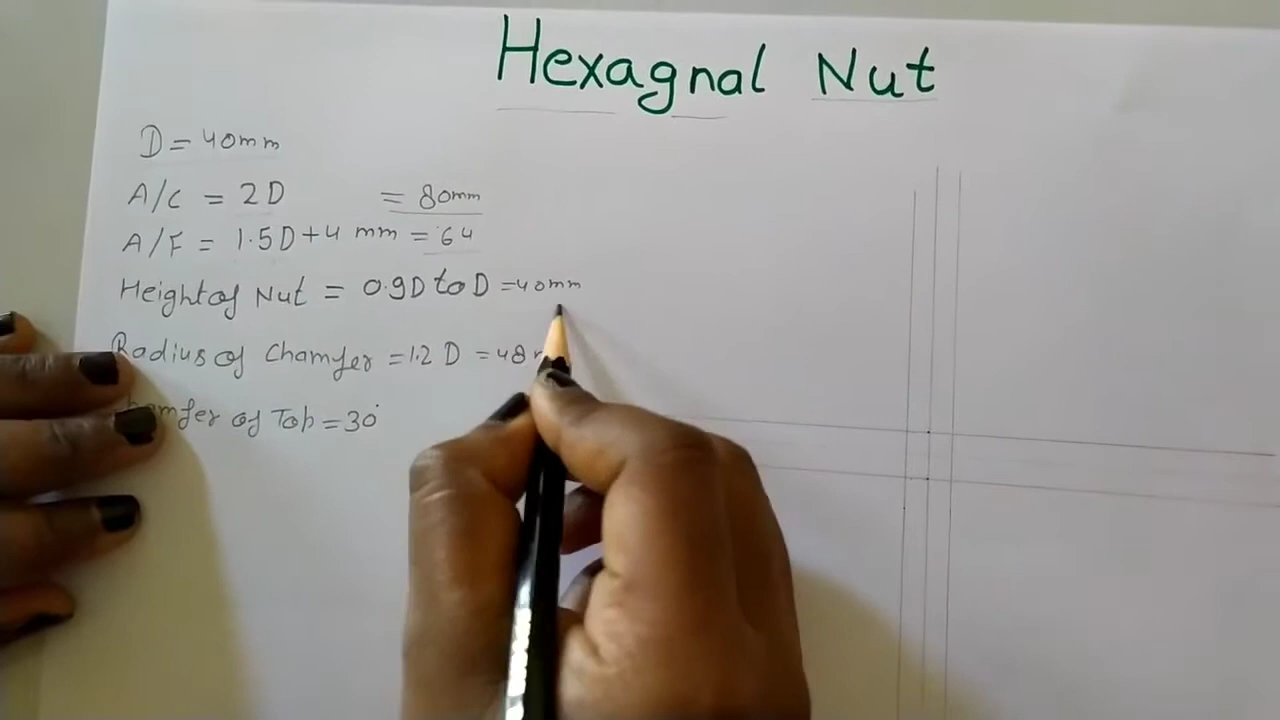 Hexagnal Nut
D = 40mm
A/C = 2D = 80mm
A/F = 1.5D+4 mm = 64
Height of Nut = 0.9D to D = 40mm
Radius of Chamfer = 1.2 D = 48
of Top = 30°